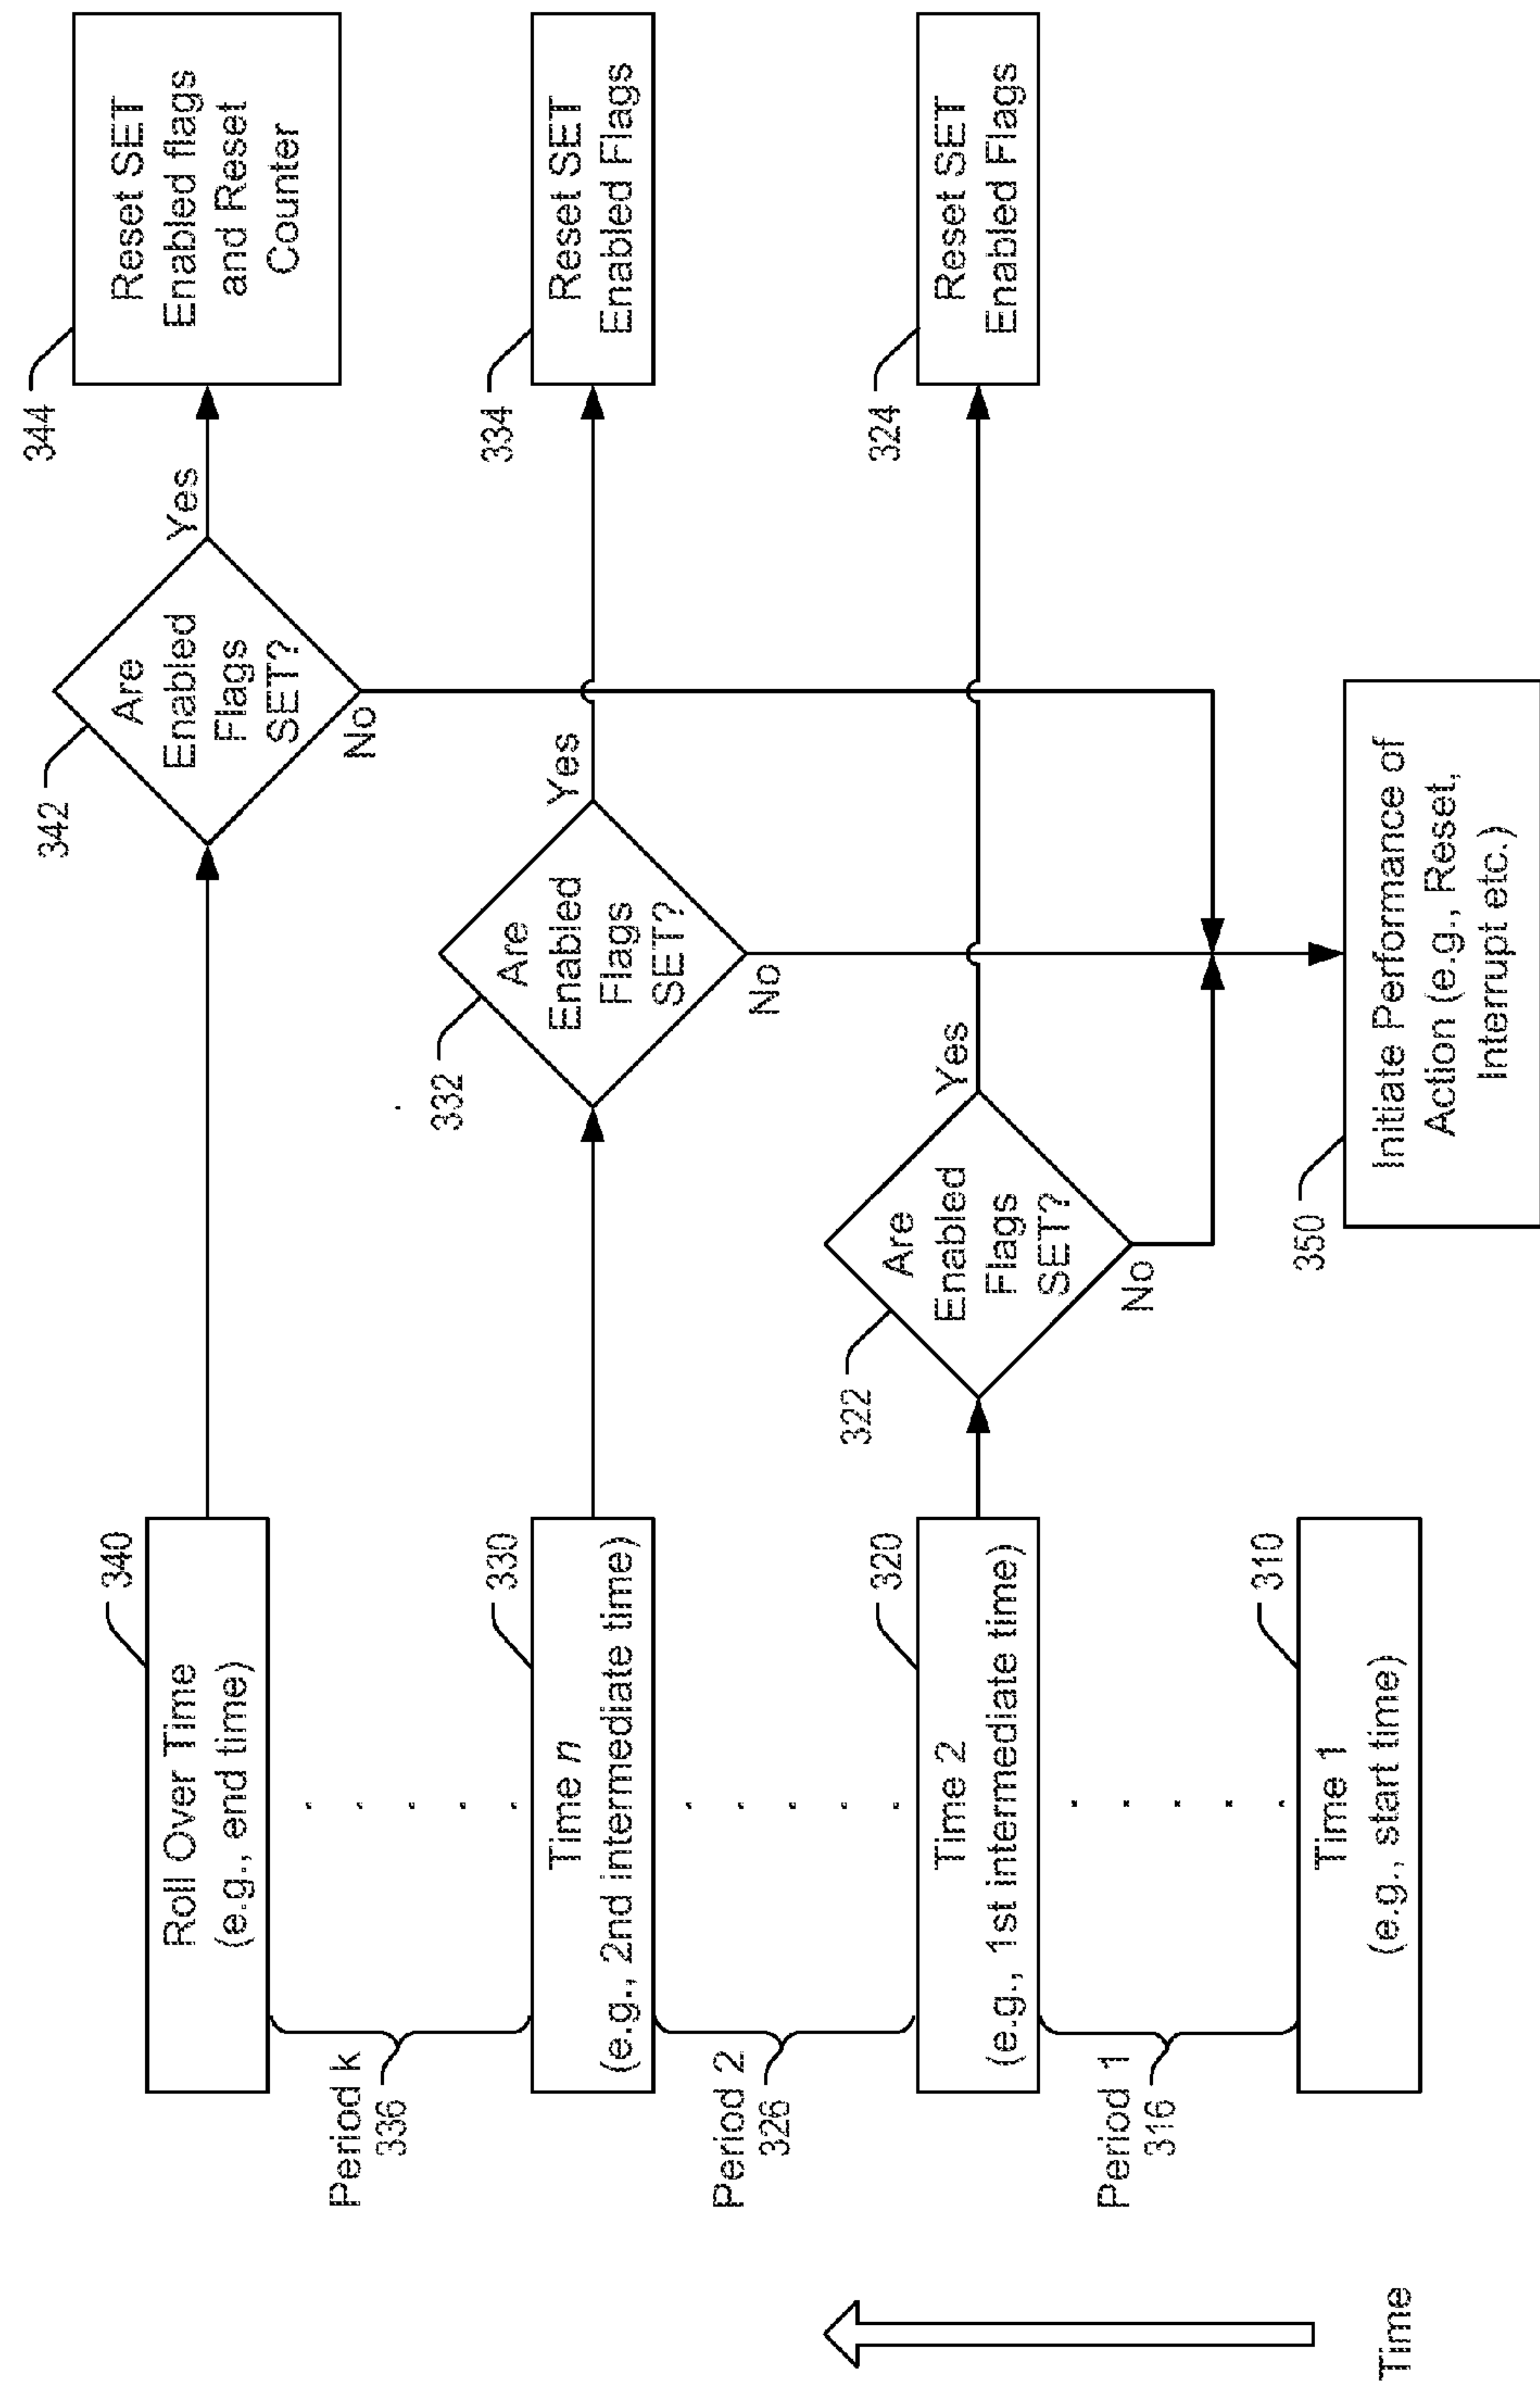 344
Reset SET
Enabled flags
and Reset
Counter
342
Are
Enabled
Flags
SET?
Yes
No
340
Roll Over Time
(e.g., end time)
Period k
336
334
Reset SET
Enabled Flags
332
Are
Enabled
Flags
SET?
Yes
No
330
Time n
(e.g., 2nd intermediate time)
Period 2
326
324
Reset SET
Enabled Flags
322
Are
Enabled
Flags
SET?
Yes
No
320
Time 2
(e.g., 1st intermediate time)
Period 1
316
310
Time 1
(e.g., start time)
350
Initiate Performance of
Action (e.g., Reset,
Interrupt etc.)
Time